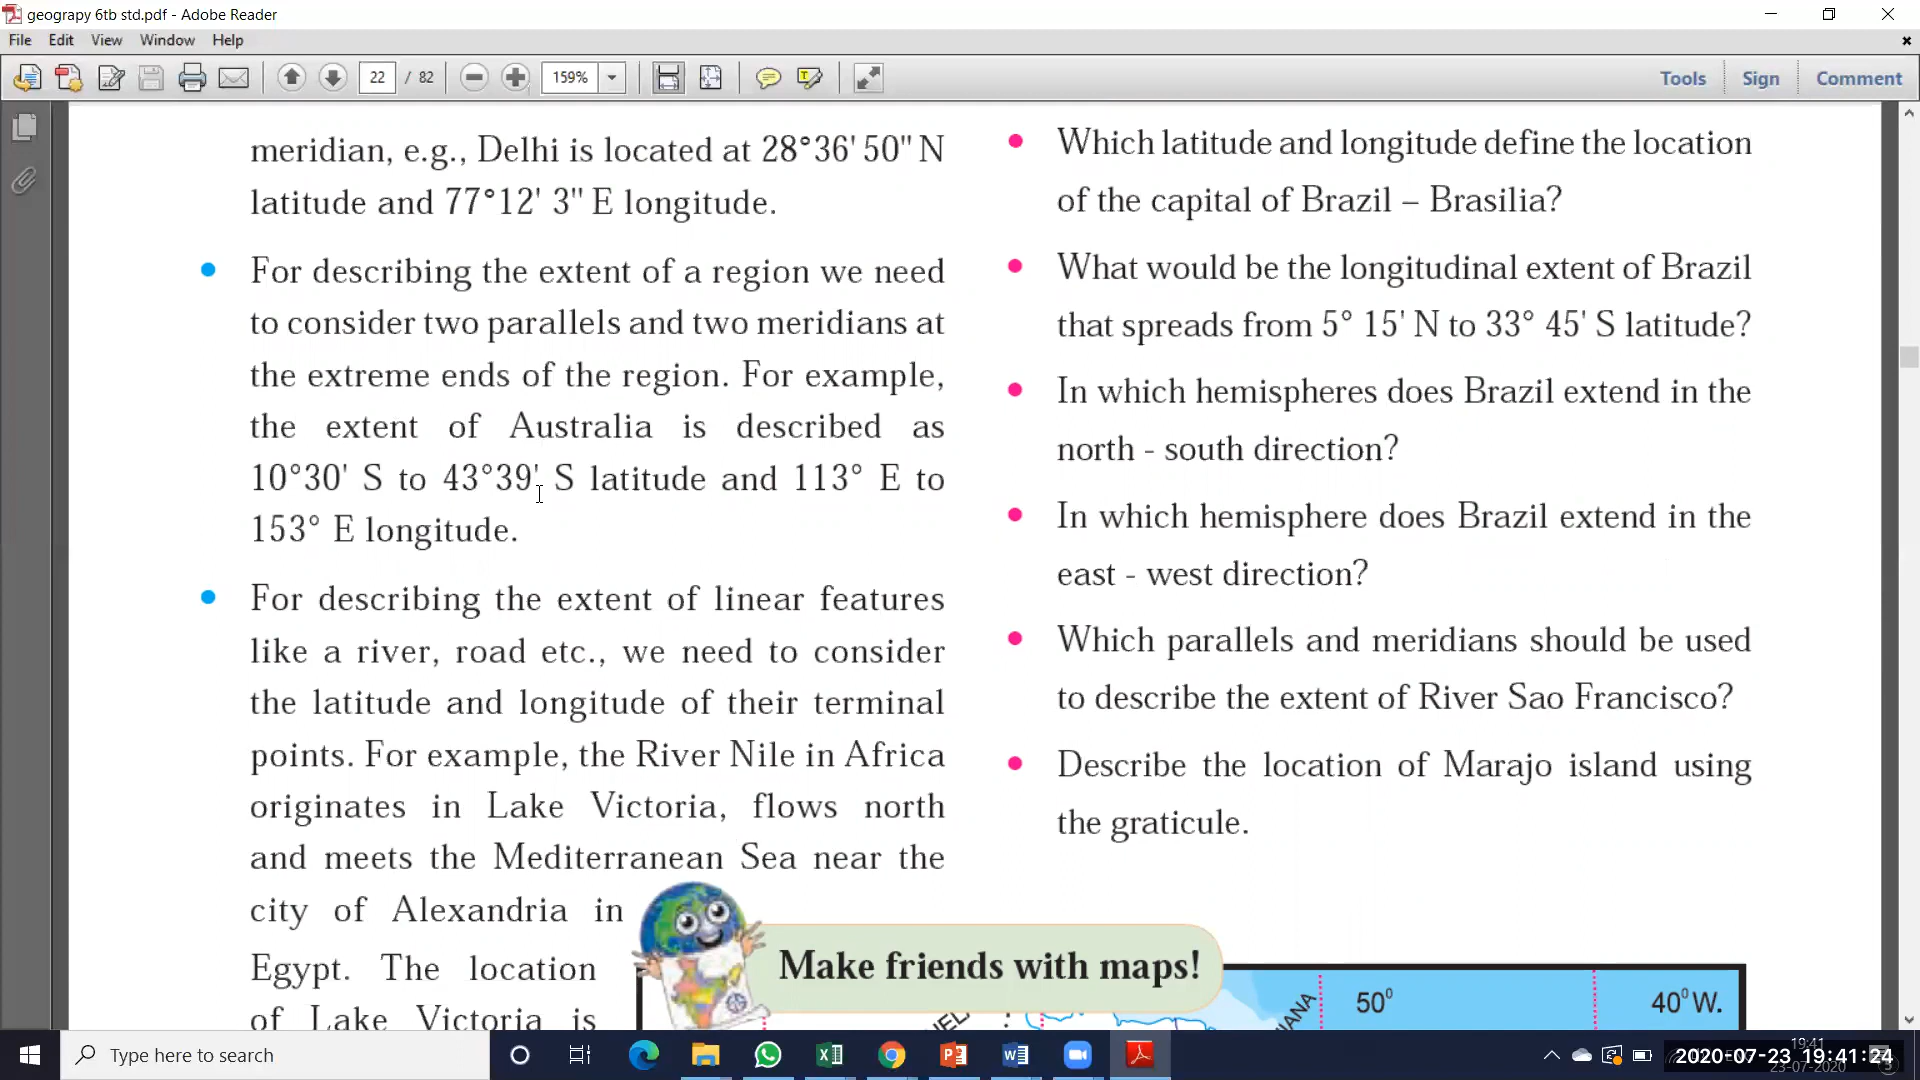 geograpy 6tb std.pdf - Adobe Reader
File Edit View Window Help
22 / 82
159%
Tools Sign Comment
meridian, e.g., Delhi is located at 28°36' 50" N
latitude and 77°12' 3" E longitude.
For describing the extent of a region we need
to consider two parallels and two meridians at
the extreme ends of the region. For example,
the extent of Australia is described as
10°30' S to 43°39' S latitude and 113° E to
153° E longitude.
For describing the extent of linear features
like a river, road etc., we need to consider
the latitude and longitude of their terminal
points. For example, the River Nile in Africa
originates in Lake Victoria, flows north
and meets the Mediterranean Sea near the
city of Alexandria in
Egypt. The location
of Lake Victoria is
Which latitude and longitude define the location
of the capital of Brazil – Brasilia?
What would be the longitudinal extent of Brazil
that spreads from 5° 15' N to 33° 45' S latitude?
In which hemispheres does Brazil extend in the
north - south direction?
In which hemisphere does Brazil extend in the
east - west direction?
Which parallels and meridians should be used
to describe the extent of River Sao Francisco?
Describe the location of Marajo island using
the graticule.
Make friends with maps!
50° 40° W.
Type here to search
19:41
2020-07-23 19:41:24
23-07-2020